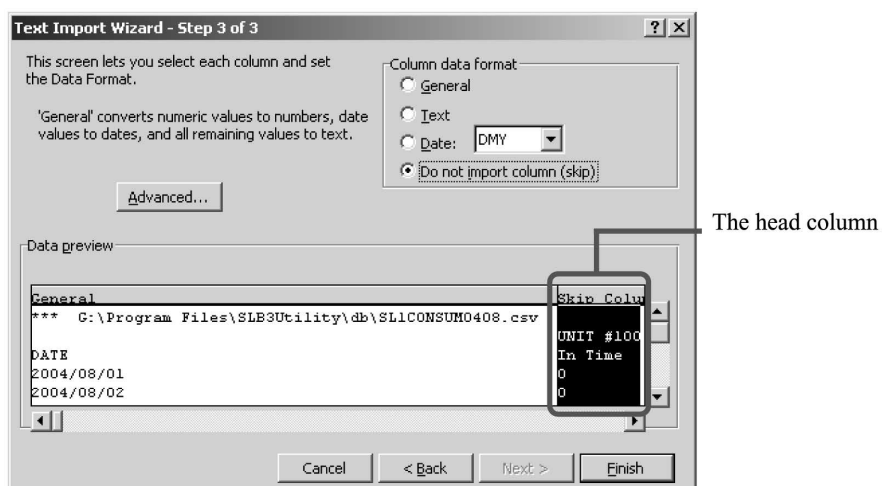 Text Import Wizard - Step 3 of 3
This screen lets you select each column and set
the Data Format.
'General' converts numeric values to numbers, date
values to dates, and all remaining values to text.
Advanced...
Column data format
General
Text
Date: DMY
Do not import column (skip)
The head column
Data preview
General Skip Colu
*** G:\Program Files\SLB3Utility\db\SL1CONSUM0408.csv
UNIT #100
DATE In Time
2004/08/01 0
2004/08/02 0
Cancel < Back Next > Finish